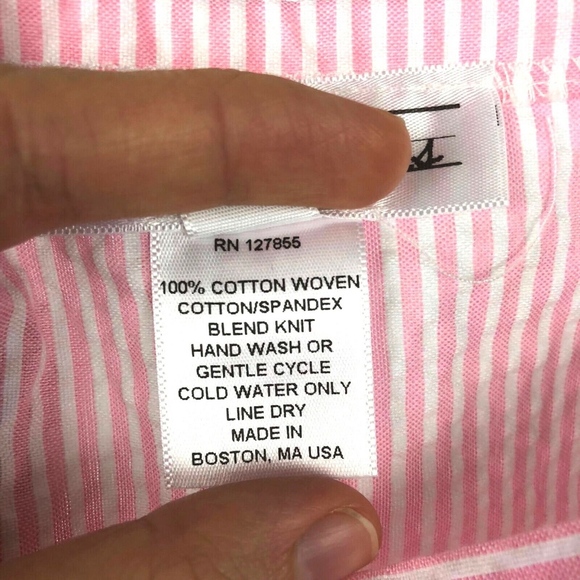 RN 127855
100% COTTON WOVEN
COTTON/SPANDEX
BLEND KNIT
HAND WASH OR
GENTLE CYCLE
COLD WATER ONLY
LINE DRY
MADE IN
BOSTON, MA USA